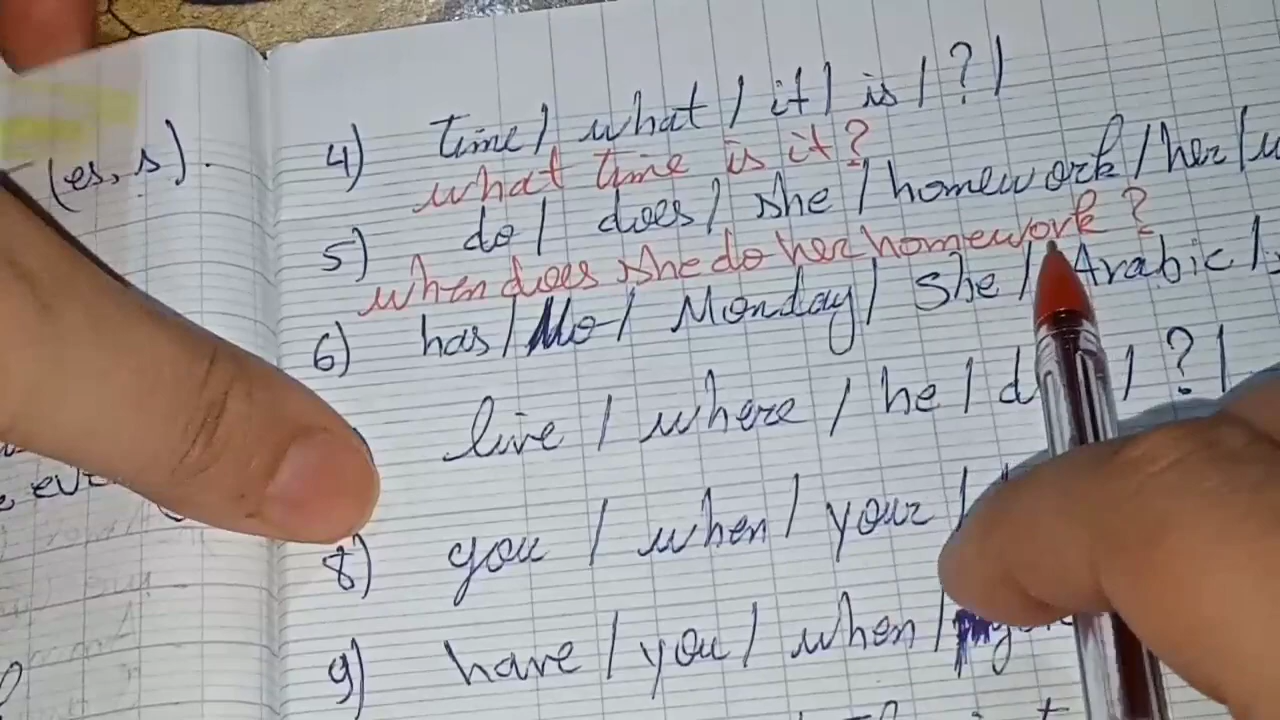 (es, s).
4) time / what / it / is / ? /
what time is it ?
5) do / does / she / homework / her /
when does she do her homework ?
6) has / / Monday / she / Arabic /
live / where / he / / ? /
8) you / when / your /
9) have / you / when /